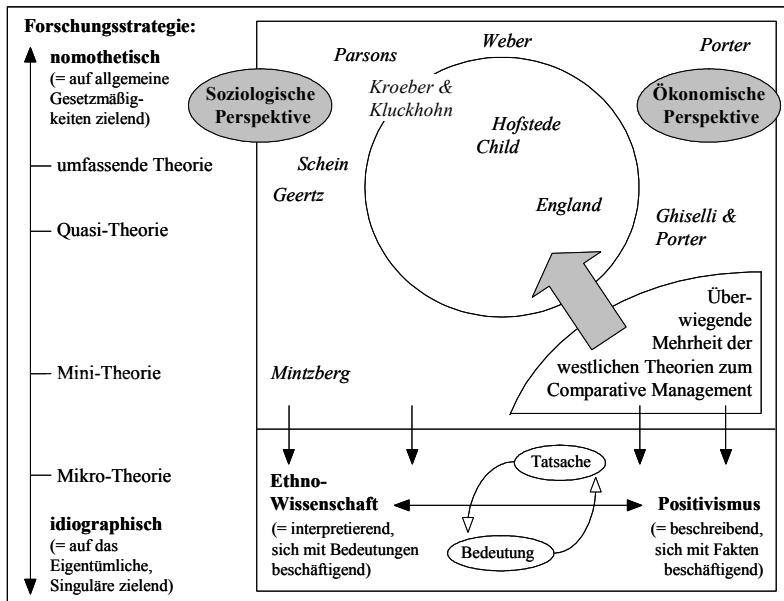 Forschungsstrategie:
nomothetisch
(= auf allgemeine
Gesetzmäßig-
keiten zielend)
umfassende Theorie
Quasi-Theorie
Mini-Theorie
Mikro-Theorie
idiographisch
(= auf das
Eigentümliche,
Singuläre zielend)
Weber
Parsons
Porter
Soziologische
Perspektive
Kroeber &
Kluckhohn
Ökonomische
Perspektive
Hofstede
Child
Schein
Geertz
England
Ghiselli &
Porter
Über-
wiegende
Mehrheit der
westlichen Theorien zum
Comparative Management
Mintzberg
Ethno-
Wissenschaft
(= interpretierend,
sich mit Bedeutungen
beschäftigend)
Tatsache
Bedeutung
Positivismus
(= beschreibend,
sich mit Fakten
beschäftigend)